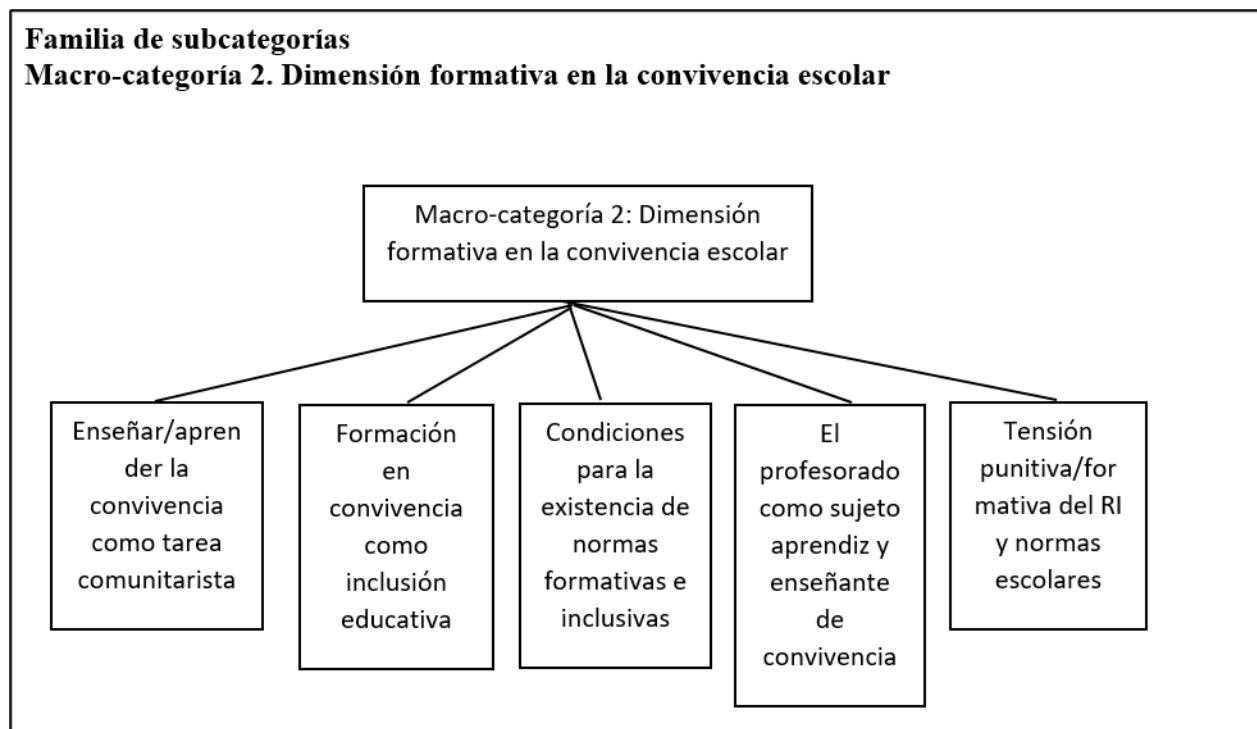 Familia de subcategorías
Macro-categoría 2. Dimensión formativa en la convivencia escolar
Macro-categoría 2: Dimensión
formativa en la convivencia escolar
Enseñar/apren
der la
convivencia
como tarea
comunitarista
Formación
en
convivencia
como
inclusión
educativa
Condiciones
para la
existencia de
normas
formativas e
inclusivas
El
profesorado
como sujeto
aprendiz y
enseñante
de
convivencia
Tensión
punitiva/for
mativa del RI
y normas
escolares